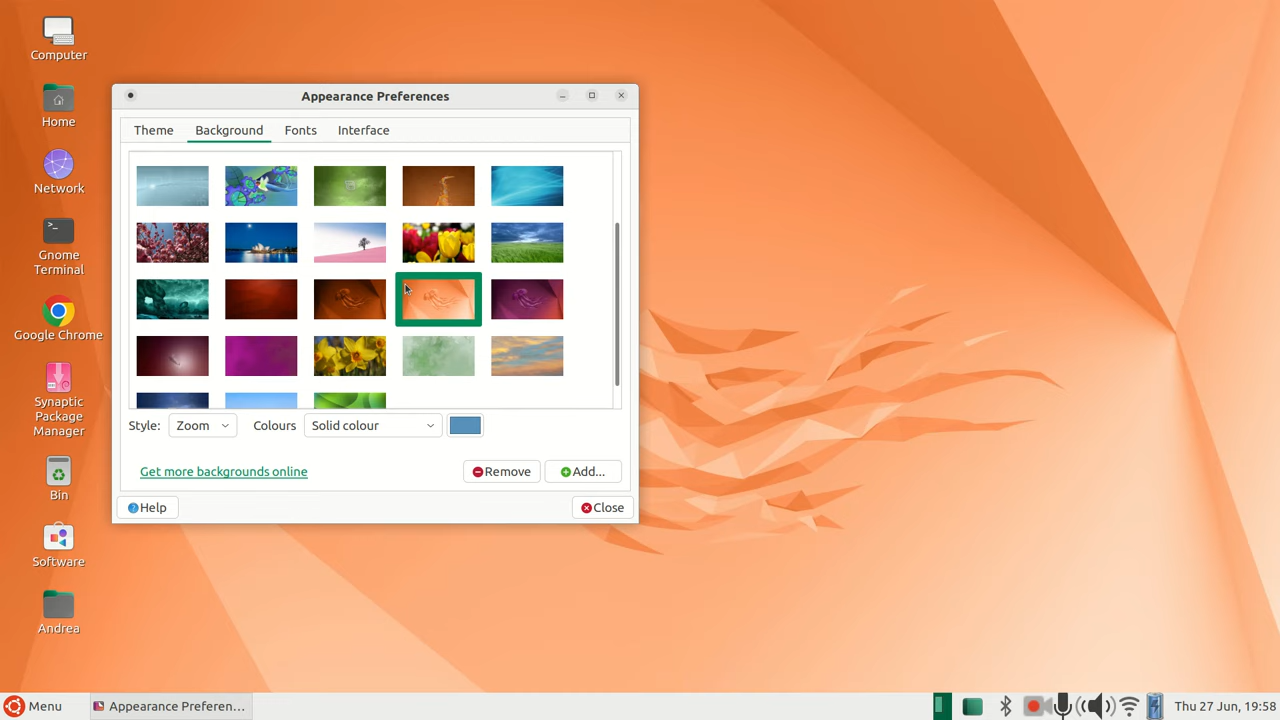 Computer
Home
Network
Gnome
Terminal
Google Chrome
Synaptic
Package
Manager
Bin
Software
Andrea
Appearance Preferences
Theme
Background
Fonts
Interface
Style:
Zoom
Colours
Solid colour
Get more backgrounds online
Remove
Add...
Help
Close
Menu
Appearance Preferen...
Thu 27 Jun, 19:58